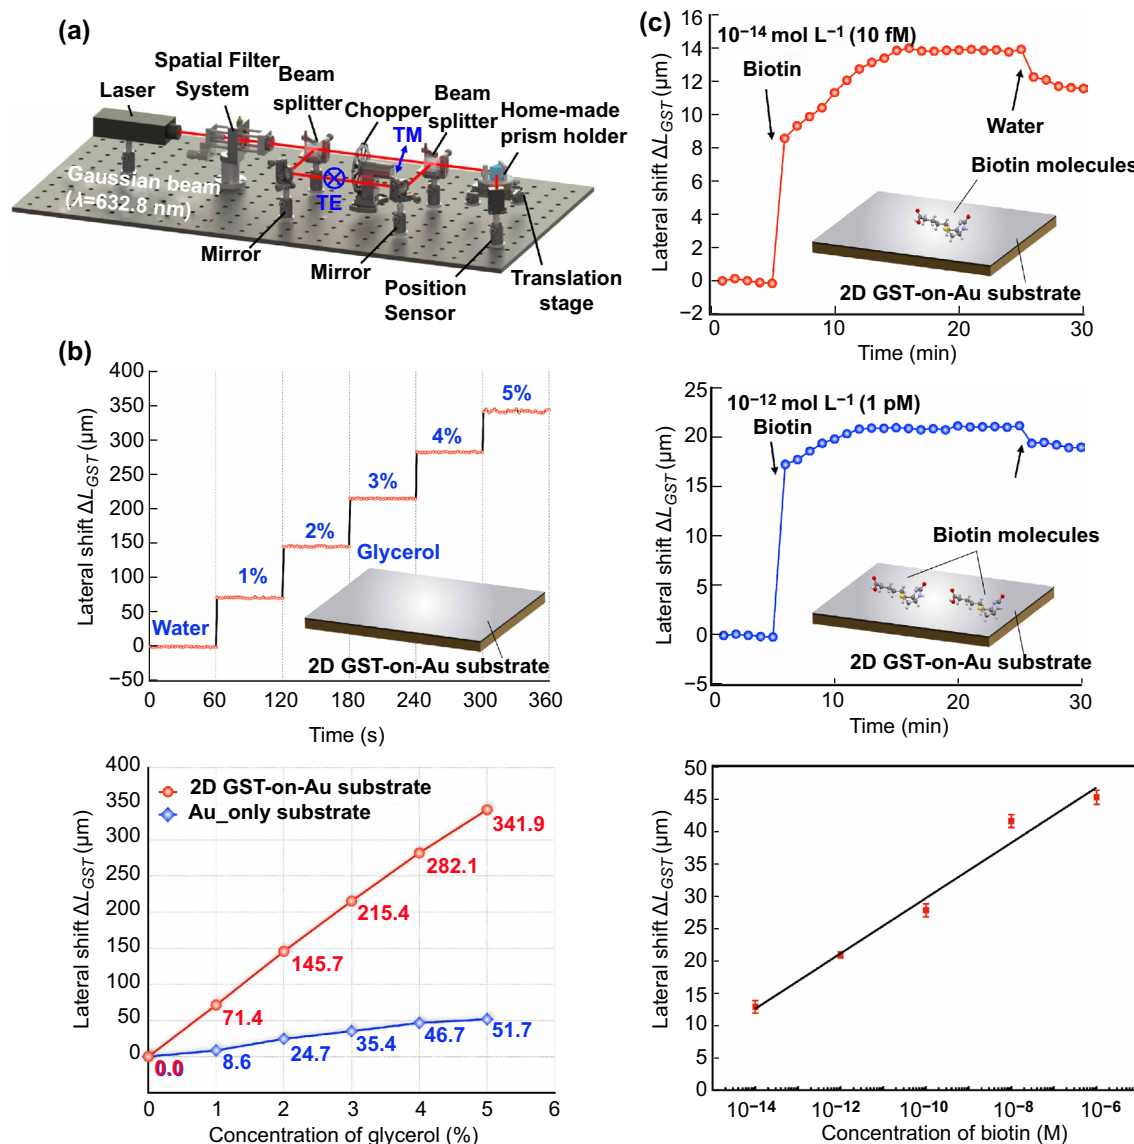 (a)
Laser
Spatial Filter
System
Beam
splitter
Chopper
TM
Beam
splitter
Home-made
prism holder
Gaussian beam
(λ=632.8 nm)
TE
Mirror
Mirror
Position
Sensor
Translation
stage
(b)
Lateral shift ΔL_GST (µm)
400
350
300
250
200
150
100
50
0
−50
Water
1%
2%
3%
4%
5%
Glycerol
2D GST-on-Au substrate
0 60 120 180 240 300 360
Time (s)
Lateral shift ΔL_GST (µm)
400
350
300
250
200
150
100
50
0
2D GST-on-Au substrate
Au_only substrate
0.0
71.4
145.7
215.4
282.1
341.9
8.6
24.7
35.4
46.7
51.7
0 1 2 3 4 5 6
Concentration of glycerol (%)
(c)
Lateral shift ΔL_GST (µm)
16
14
12
10
8
6
4
2
0
−2
10⁻¹⁴ mol L⁻¹ (10 fM)
Biotin
Water
Biotin molecules
2D GST-on-Au substrate
0 10 20 30
Time (min)
Lateral shift ΔL_GST (µm)
25
20
15
10
5
0
−5
10⁻¹² mol L⁻¹ (1 pM)
Biotin
Biotin molecules
2D GST-on-Au substrate
0 10 20 30
Time (min)
Lateral shift ΔL_GST (µm)
50
45
40
35
30
25
20
15
10
5
0
10⁻¹⁴ 10⁻¹² 10⁻¹⁰ 10⁻⁸ 10⁻⁶
Concentration of biotin (M)